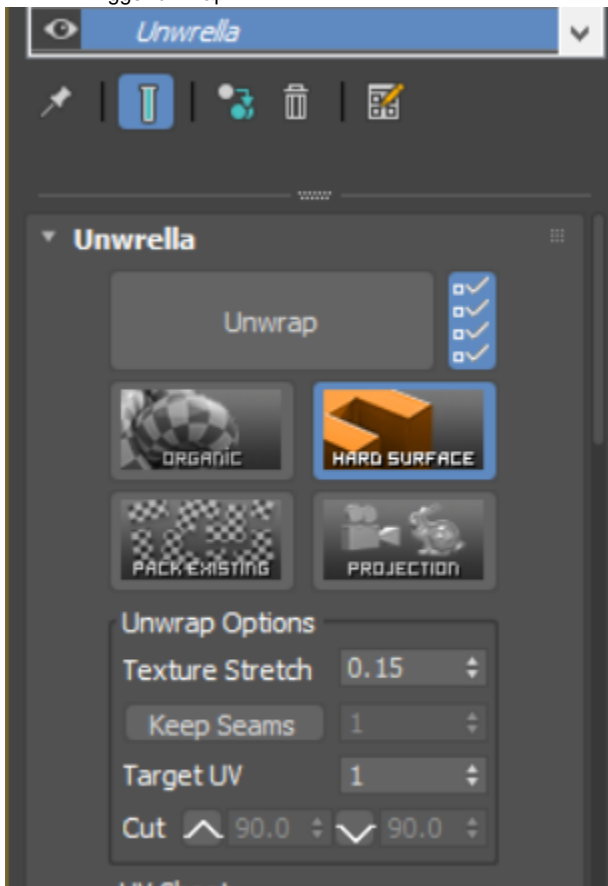 Unwrella
Unwrella
Unwrap
ORGANIC
HARD SURFACE
PACK EXISTING
PROJECTION
Unwrap Options
Texture Stretch 0.15
Keep Seams 1
Target UV 1
Cut 90.0 90.0